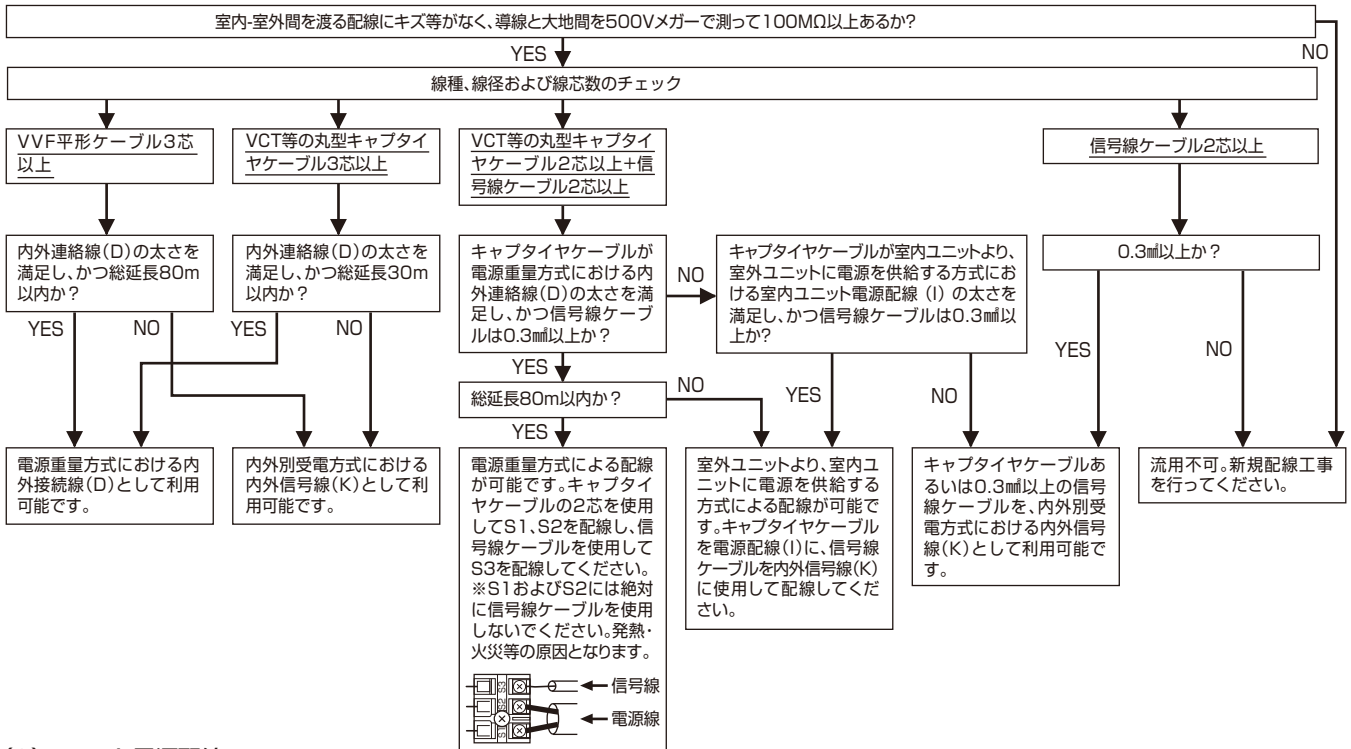 室内-室外間を渡る配線にキズ等がなく、導線と大地間を500Vメガーで測って100MΩ以上あるか?
YES
NO
線種、線径および線芯数のチェック
VVF平形ケーブル3芯
以上
VCT等の丸型キャプタイ
ヤケーブル3芯以上
VCT等の丸型キャプタイ
ヤケーブル2芯以上+信
号線ケーブル2芯以上
信号線ケーブル2芯以上
内外連絡線(D)の太さを
満足し、かつ総延長80m
以内か?
内外連絡線(D)の太さを
満足し、かつ総延長30m
以内か?
キャプタイヤケーブルが
電源重量方式における内
外連絡線(D)の太さを満
足し、かつ信号線ケーブ
ルは0.3㎟以上か?
NO
キャプタイヤケーブルが室内ユニットより、
室外ユニットに電源を供給する方式にお
ける室内ユニット電源配線(I)の太さを
満足し、かつ信号線ケーブルは0.3㎟以
上か?
0.3㎟以上か?
YES
NO
YES
NO
YES
総延長80m以内か?
NO
YES
YES
NO
YES
NO
電源重量方式における内
外接続線(D)として利用
可能です。
内外別受電方式における
内外信号線(K)として利
用可能です。
電源重量方式による配線
が可能です。キャプタイ
ヤケーブルの2芯を使用
してS1、S2を配線し、信
号線ケーブルを使用して
S3を配線してください。
※S1およびS2には絶対
に信号線ケーブルを使用
しないでください。発熱・
火災等の原因となります。
S3
S2
S1
信号線
電源線
室外ユニットより、室内ユ
ニットに電源を供給する
方式による配線が可能で
す。キャプタイヤケーブル
を電源配線(I)に、信号線
ケーブルを内外信号線(K)
に使用して配線してくだ
さい。
キャプタイヤケーブルあ
るいは0.3㎟以上の信号
線ケーブルを、内外別受
電方式における内外信号
線(K)として利用可能で
す。
流用不可。新規配線工事
を行ってください。